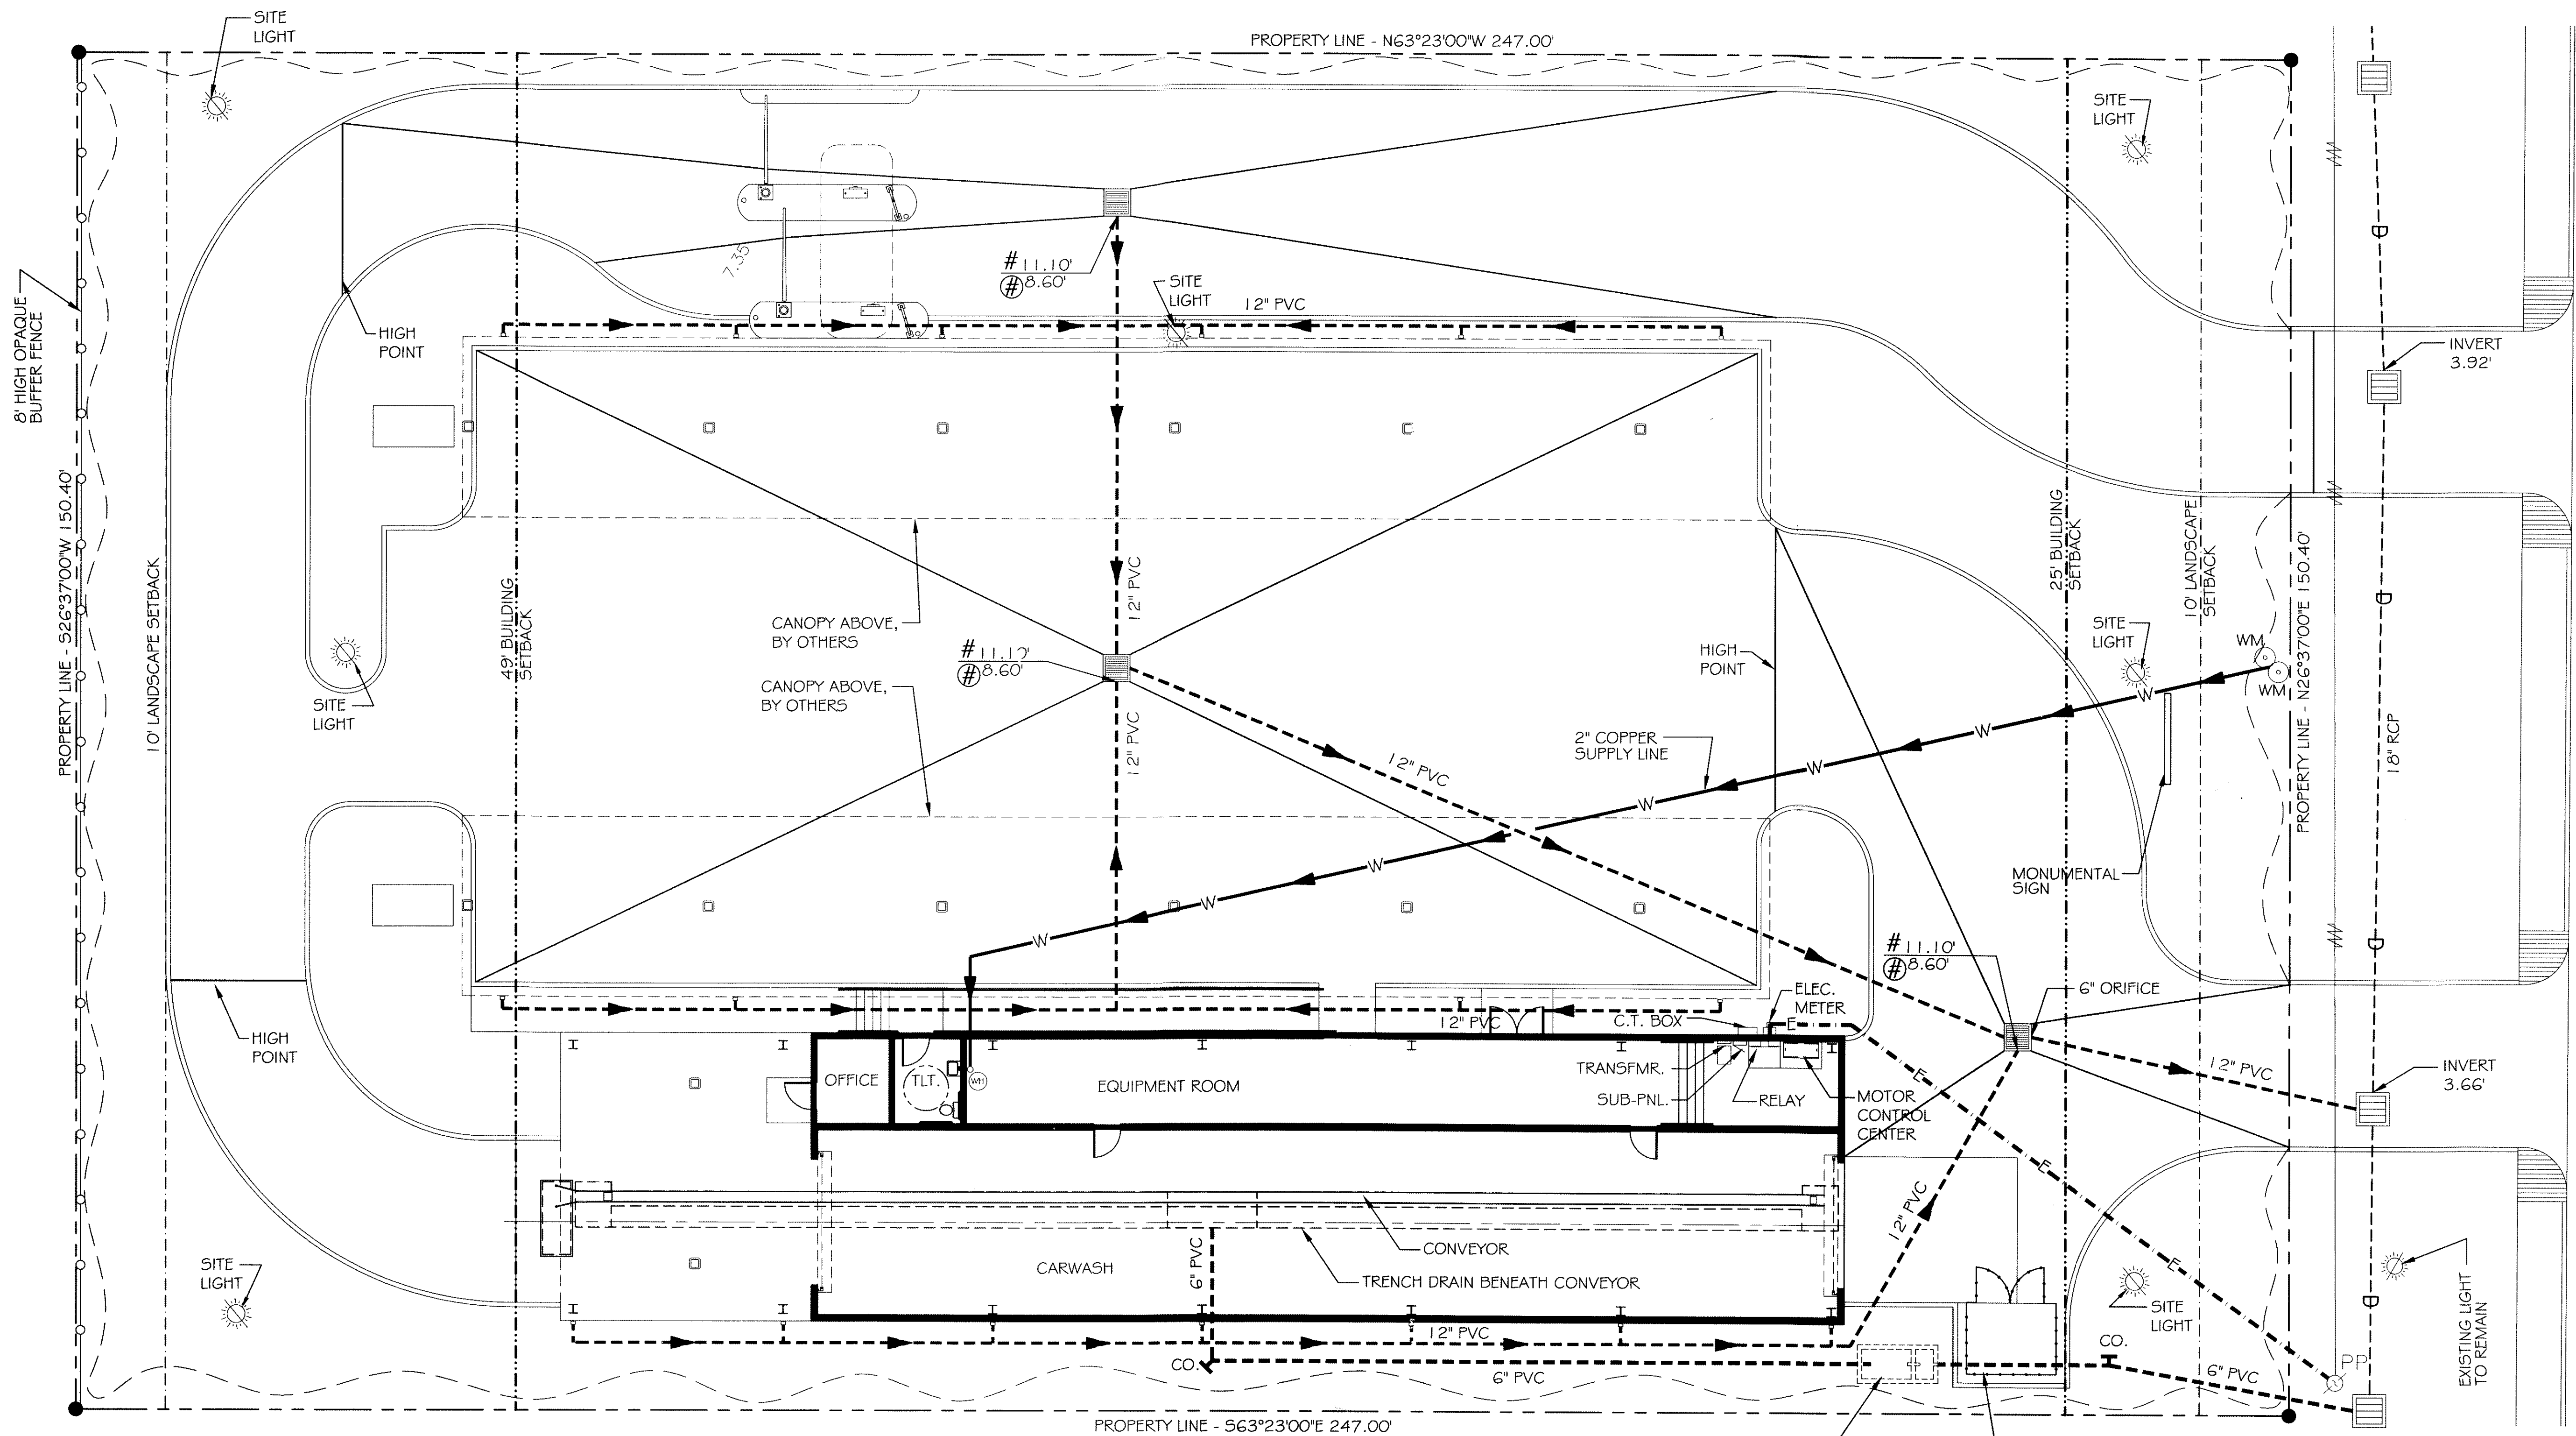 SITE
LIGHT
PROPERTY LINE - N63°23'00"W 247.00'
SITE
LIGHT
8' HIGH OPAQUE
BUFFER FENCE
7.35
#11.10'
#8.60'
SITE
LIGHT
12" PVC
HIGH
POINT
INVERT
3.92'
PROPERTY LINE - S26°37'00"W 150.40'
10' LANDSCAPE SETBACK
49' BUILDING
SETBACK
25' BUILDING
SETBACK
10' LANDSCAPE
SETBACK
PROPERTY LINE - N26°37'00"E 150.40'
12" PVC
CANOPY ABOVE,
BY OTHERS
#11.10'
#8.60'
CANOPY ABOVE,
BY OTHERS
SITE
LIGHT
HIGH
POINT
SITE
LIGHT
WM
WM
W
W
W
W
W
W
W
12" PVC
12" PVC
2" COPPER
SUPPLY LINE
18" RCP
MONUMENTAL
SIGN
#11.10'
#8.60'
6" ORIFICE
HIGH
POINT
12" PVC
C.T. BOX
ELEC.
METER
E
E
E
E
12" PVC
INVERT
3.66'
OFFICE
TLT.
WH
EQUIPMENT ROOM
TRANSFMR.
SUB-PNL.
RELAY
MOTOR
CONTROL
CENTER
12" PVC
6" PVC
CONVEYOR
CARWASH
TRENCH DRAIN BENEATH CONVEYOR
SITE
LIGHT
SITE
LIGHT
EXISTING LIGHT
TO REMAIN
12" PVC
CO.
CO.
6" PVC
6" PVC
PP
PROPERTY LINE - S63°23'00"E 247.00'